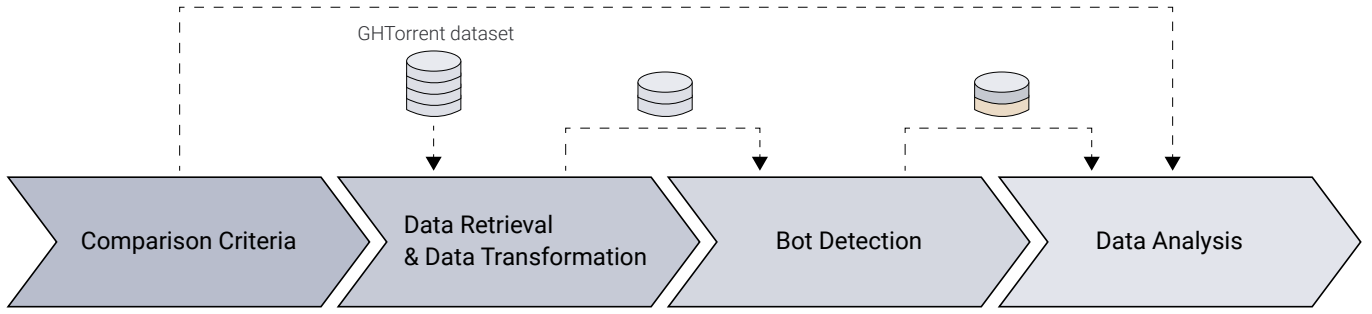 GHTorrent dataset
Comparison Criteria
Data Retrieval
& Data Transformation
Bot Detection
Data Analysis